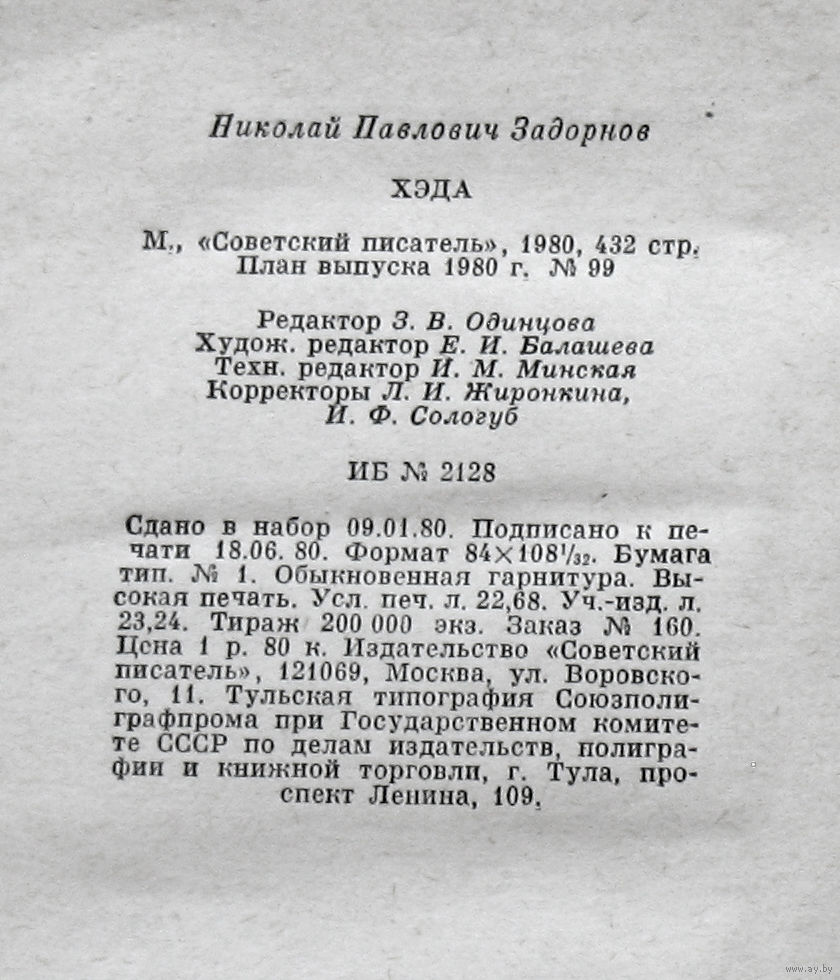 Николай Павлович Задорнов
ХЭДА
М., «Советский писатель», 1980, 432 стр.
План выпуска 1980 г. № 99
Редактор З. В. Одинцова
Худож. редактор Е. И. Балашева
Техн. редактор И. М. Минская
Корректоры Л. И. Жиронкина,
И. Ф. Сологуб
ИБ № 2128
Сдано в набор 09.01.80. Подписано к пе-
чати 18.06. 80. Формат 84×108¹/₃₂. Бумага
тип. № 1. Обыкновенная гарнитура. Вы-
сокая печать. Усл. печ. л. 22,68. Уч.-изд. л.
23,24. Тираж 200 000 экз. Заказ № 160.
Цена 1 р. 80 к. Издательство «Советский
писатель», 121069, Москва, ул. Воровско-
го, 11. Тульская типография Союзполи-
графпрома при Государственном комите-
те СССР по делам издательств, полигра-
фии и книжной торговли, г. Тула, про-
спект Ленина, 109.
www.ay.by